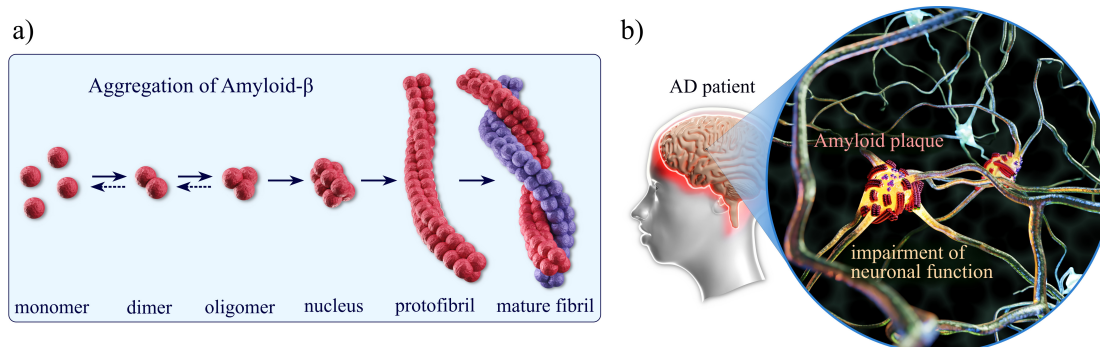 a)
Aggregation of Amyloid-β
monomer
dimer
oligomer
nucleus
protofibril
mature fibril
b)
AD patient
Amyloid plaque
impairment of
neuronal function